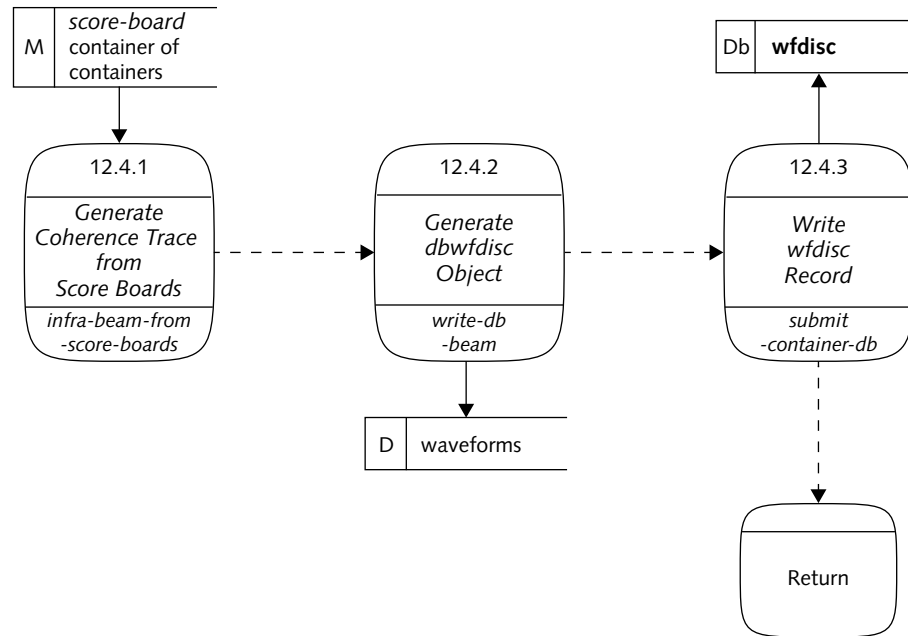 M
score-board
container of
containers
Db
wfdisc
12.4.1
Generate
Coherence Trace
from
Score Boards
infra-beam-from
-score-boards
12.4.2
Generate
dbwfdisc
Object
write-db
-beam
12.4.3
Write
wfdisc
Record
submit
-container-db
D
waveforms
Return